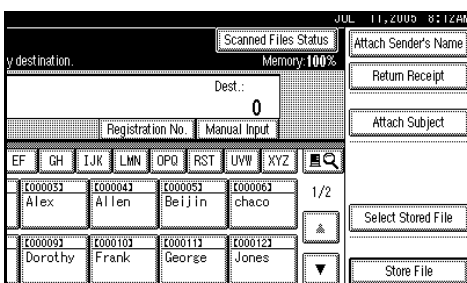 JUL 11,2005 8:12AM
Scanned Files Status
Attach Sender's Name
y destination.
Memory:100%
Return Receipt
Dest.:
0
Attach Subject
Registration No.
Manual Input
EF GH IJK LMN OPQ RST UVW XYZ
[00003] [00004] [00005] [00006]
Alex Allen Beijin chaco
1/2
Select Stored File
[00009] [00010] [00011] [00012]
Dorothy Frank George Jones
Store File